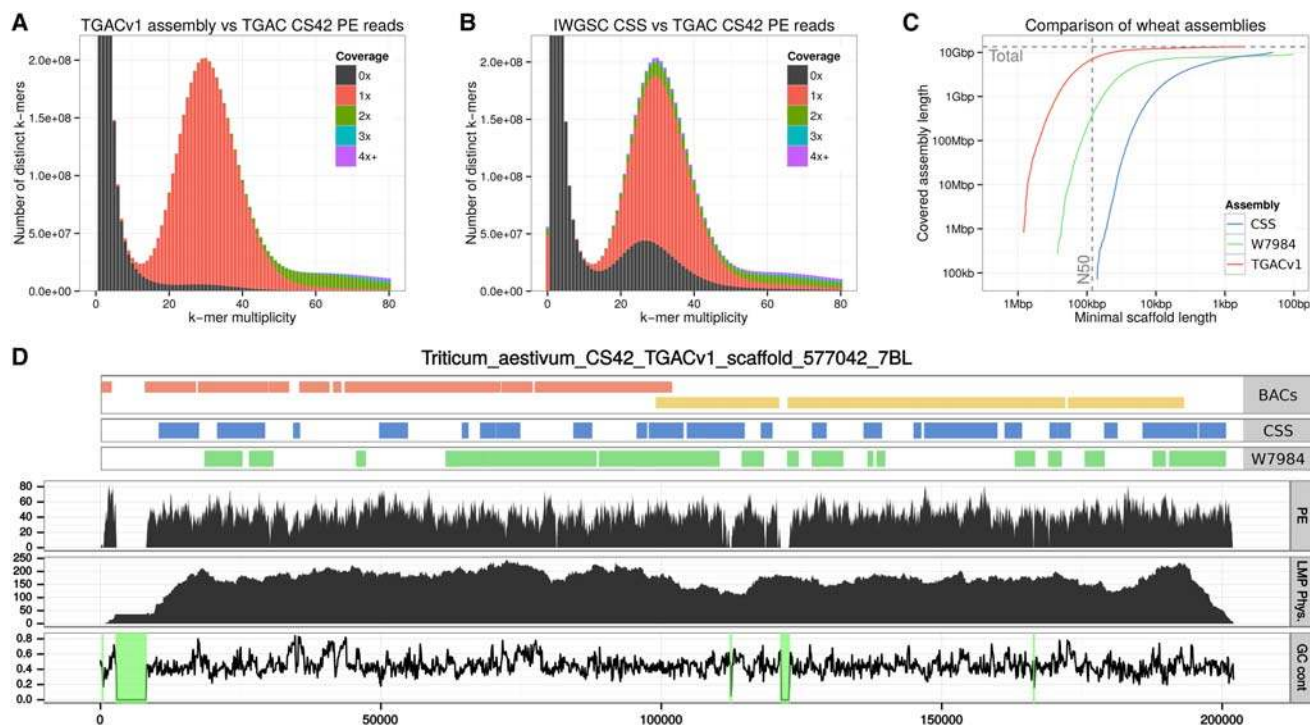 A
TGACv1 assembly vs TGAC CS42 PE reads
Number of distinct k-mers
2.0e+08
1.5e+08
1.0e+08
5.0e+07
0.0e+00
0
20
40
60
80
k-mer multiplicity
Coverage
0x
1x
2x
3x
4x+
B
IWGSC CSS vs TGAC CS42 PE reads
Number of distinct k-mers
2.0e+08
1.5e+08
1.0e+08
5.0e+07
0.0e+00
0
20
40
60
80
k-mer multiplicity
Coverage
0x
1x
2x
3x
4x+
C
Comparison of wheat assemblies
Covered assembly length
10Gbp
1Gbp
100Mbp
10Mbp
1Mbp
100kb
Total
N50
1Mbp
100kbp
10kbp
1kbp
100bp
Minimal scaffold length
Assembly
CSS
W7984
TGACv1
D
Triticum_aestivum_CS42_TGACv1_scaffold_577042_7BL
BACs
CSS
W7984
80
60
40
20
0
PE
250
200
150
100
50
0
LMP Phys.
0.8
0.6
0.4
0.2
0.0
GC cont
0
50000
100000
150000
200000